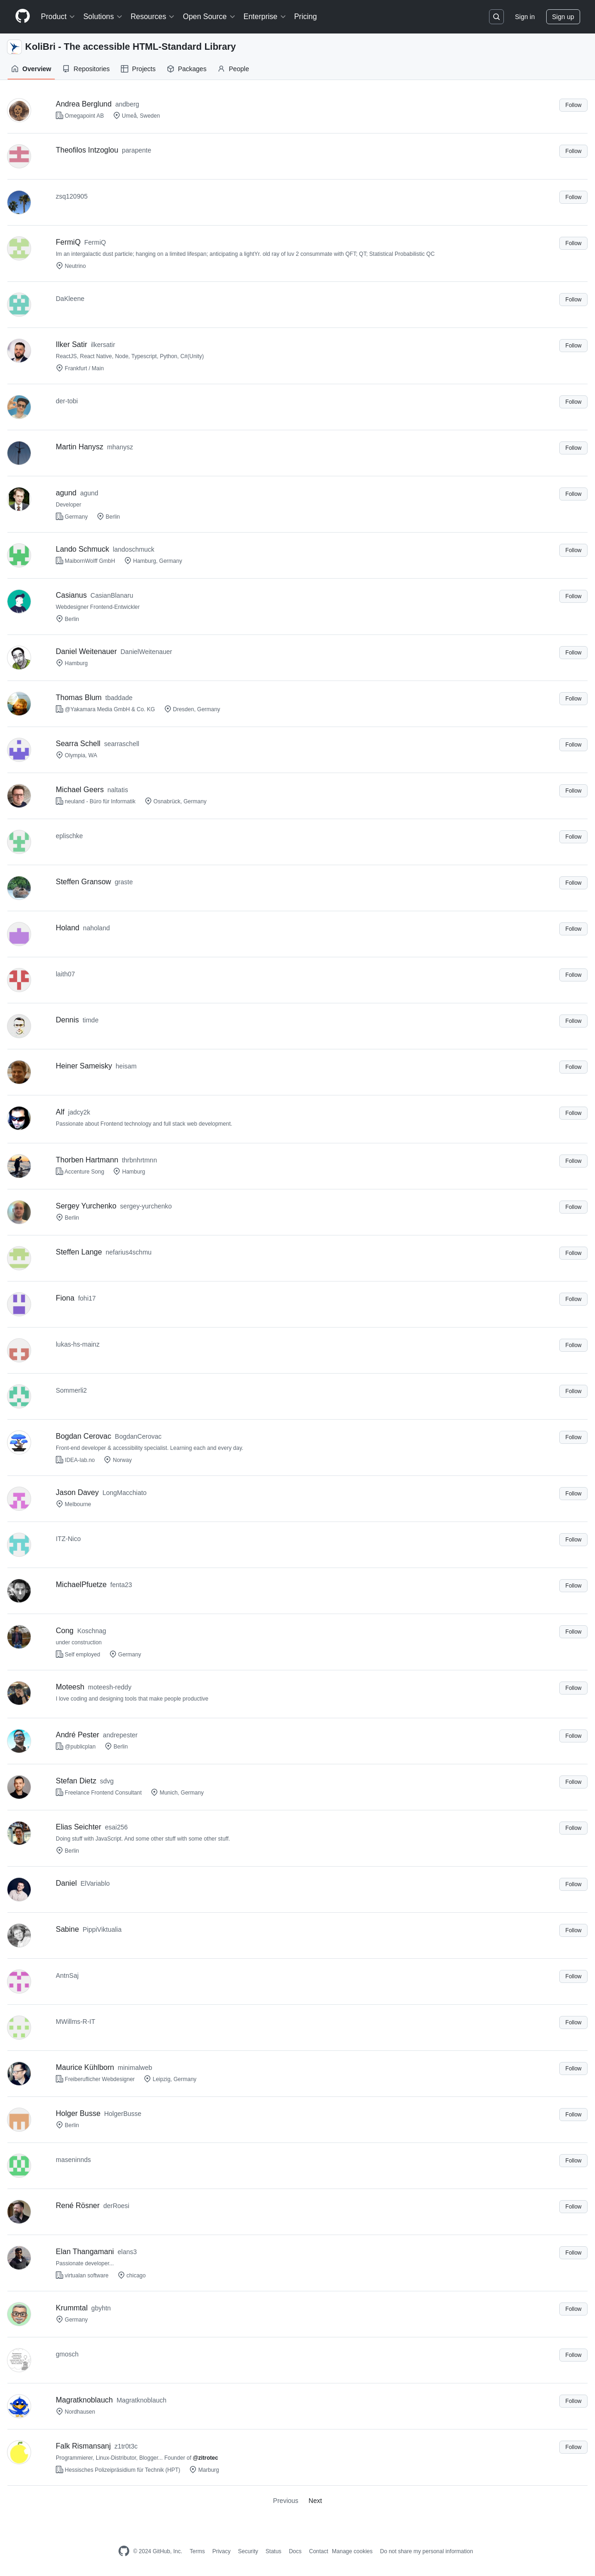 Product Solutions Resources Open Source Enterprise Pricing Sign in Sign up
KoliBri - The accessible HTML-Standard Library
Overview Repositories Projects Packages People
Andrea Berglund andberg Follow
Omegapoint AB Umeå, Sweden
Theofilos Intzoglou parapente Follow
zsq120905 Follow
FermiQ FermiQ Follow
Im an intergalactic dust particle; hanging on a limited lifespan; anticipating a lightYr. old ray of luv 2 consummate with QFT; QT; Statistical Probabilistic QC
Neutrino
DaKleene Follow
Ilker Satir ilkersatir Follow
ReactJS, React Native, Node, Typescript, Python, C#(Unity)
Frankfurt / Main
der-tobi Follow
Martin Hanysz mhanysz Follow
agund agund Follow
Developer
Germany Berlin
Lando Schmuck landoschmuck Follow
MaibornWolff GmbH Hamburg, Germany
Casianus CasianBlanaru Follow
Webdesigner Frontend-Entwickler
Berlin
Daniel Weitenauer DanielWeitenauer Follow
Hamburg
Thomas Blum tbaddade Follow
@Yakamara Media GmbH & Co. KG Dresden, Germany
Searra Schell searraschell Follow
Olympia, WA
Michael Geers naltatis Follow
neuland - Büro für Informatik Osnabrück, Germany
eplischke Follow
Steffen Gransow graste Follow
Holand naholand Follow
laith07 Follow
Dennis timde Follow
Heiner Sameisky heisam Follow
Alf jadcy2k Follow
Passionate about Frontend technology and full stack web development.
Thorben Hartmann thrbnhrtmnn Follow
Accenture Song Hamburg
Sergey Yurchenko sergey-yurchenko Follow
Berlin
Steffen Lange nefarius4schmu Follow
Fiona fohi17 Follow
lukas-hs-mainz Follow
Sommerli2 Follow
Bogdan Cerovac BogdanCerovac Follow
Front-end developer & accessibility specialist. Learning each and every day.
IDEA-lab.no Norway
Jason Davey LongMacchiato Follow
Melbourne
ITZ-Nico Follow
MichaelPfuetze fenta23 Follow
Cong Koschnag Follow
under construction
Self employed Germany
Moteesh moteesh-reddy Follow
I love coding and designing tools that make people productive
André Pester andrepester Follow
@publicplan Berlin
Stefan Dietz sdvg Follow
Freelance Frontend Consultant Munich, Germany
Elias Seichter esai256 Follow
Doing stuff with JavaScript. And some other stuff with some other stuff.
Berlin
Daniel ElVariablo Follow
Sabine PippiViktualia Follow
AntnSaj Follow
MWillms-R-IT Follow
Maurice Kühlborn minimalweb Follow
Freiberuflicher Webdesigner Leipzig, Germany
Holger Busse HolgerBusse Follow
Berlin
maseninnds Follow
René Rösner derRoesi Follow
Elan Thangamani elans3 Follow
Passionate developer...
virtualan software chicago
Krummtal gbyhtn Follow
Germany
gmosch Follow
Magratknoblauch Magratknoblauch Follow
Nordhausen
Falk Rismansanj z1tr0t3c Follow
Programmierer, Linux-Distributor, Blogger... Founder of @zitrotec
Hessisches Polizeipräsidium für Technik (HPT) Marburg
Previous Next
© 2024 GitHub, Inc. Terms Privacy Security Status Docs Contact Manage cookies Do not share my personal information